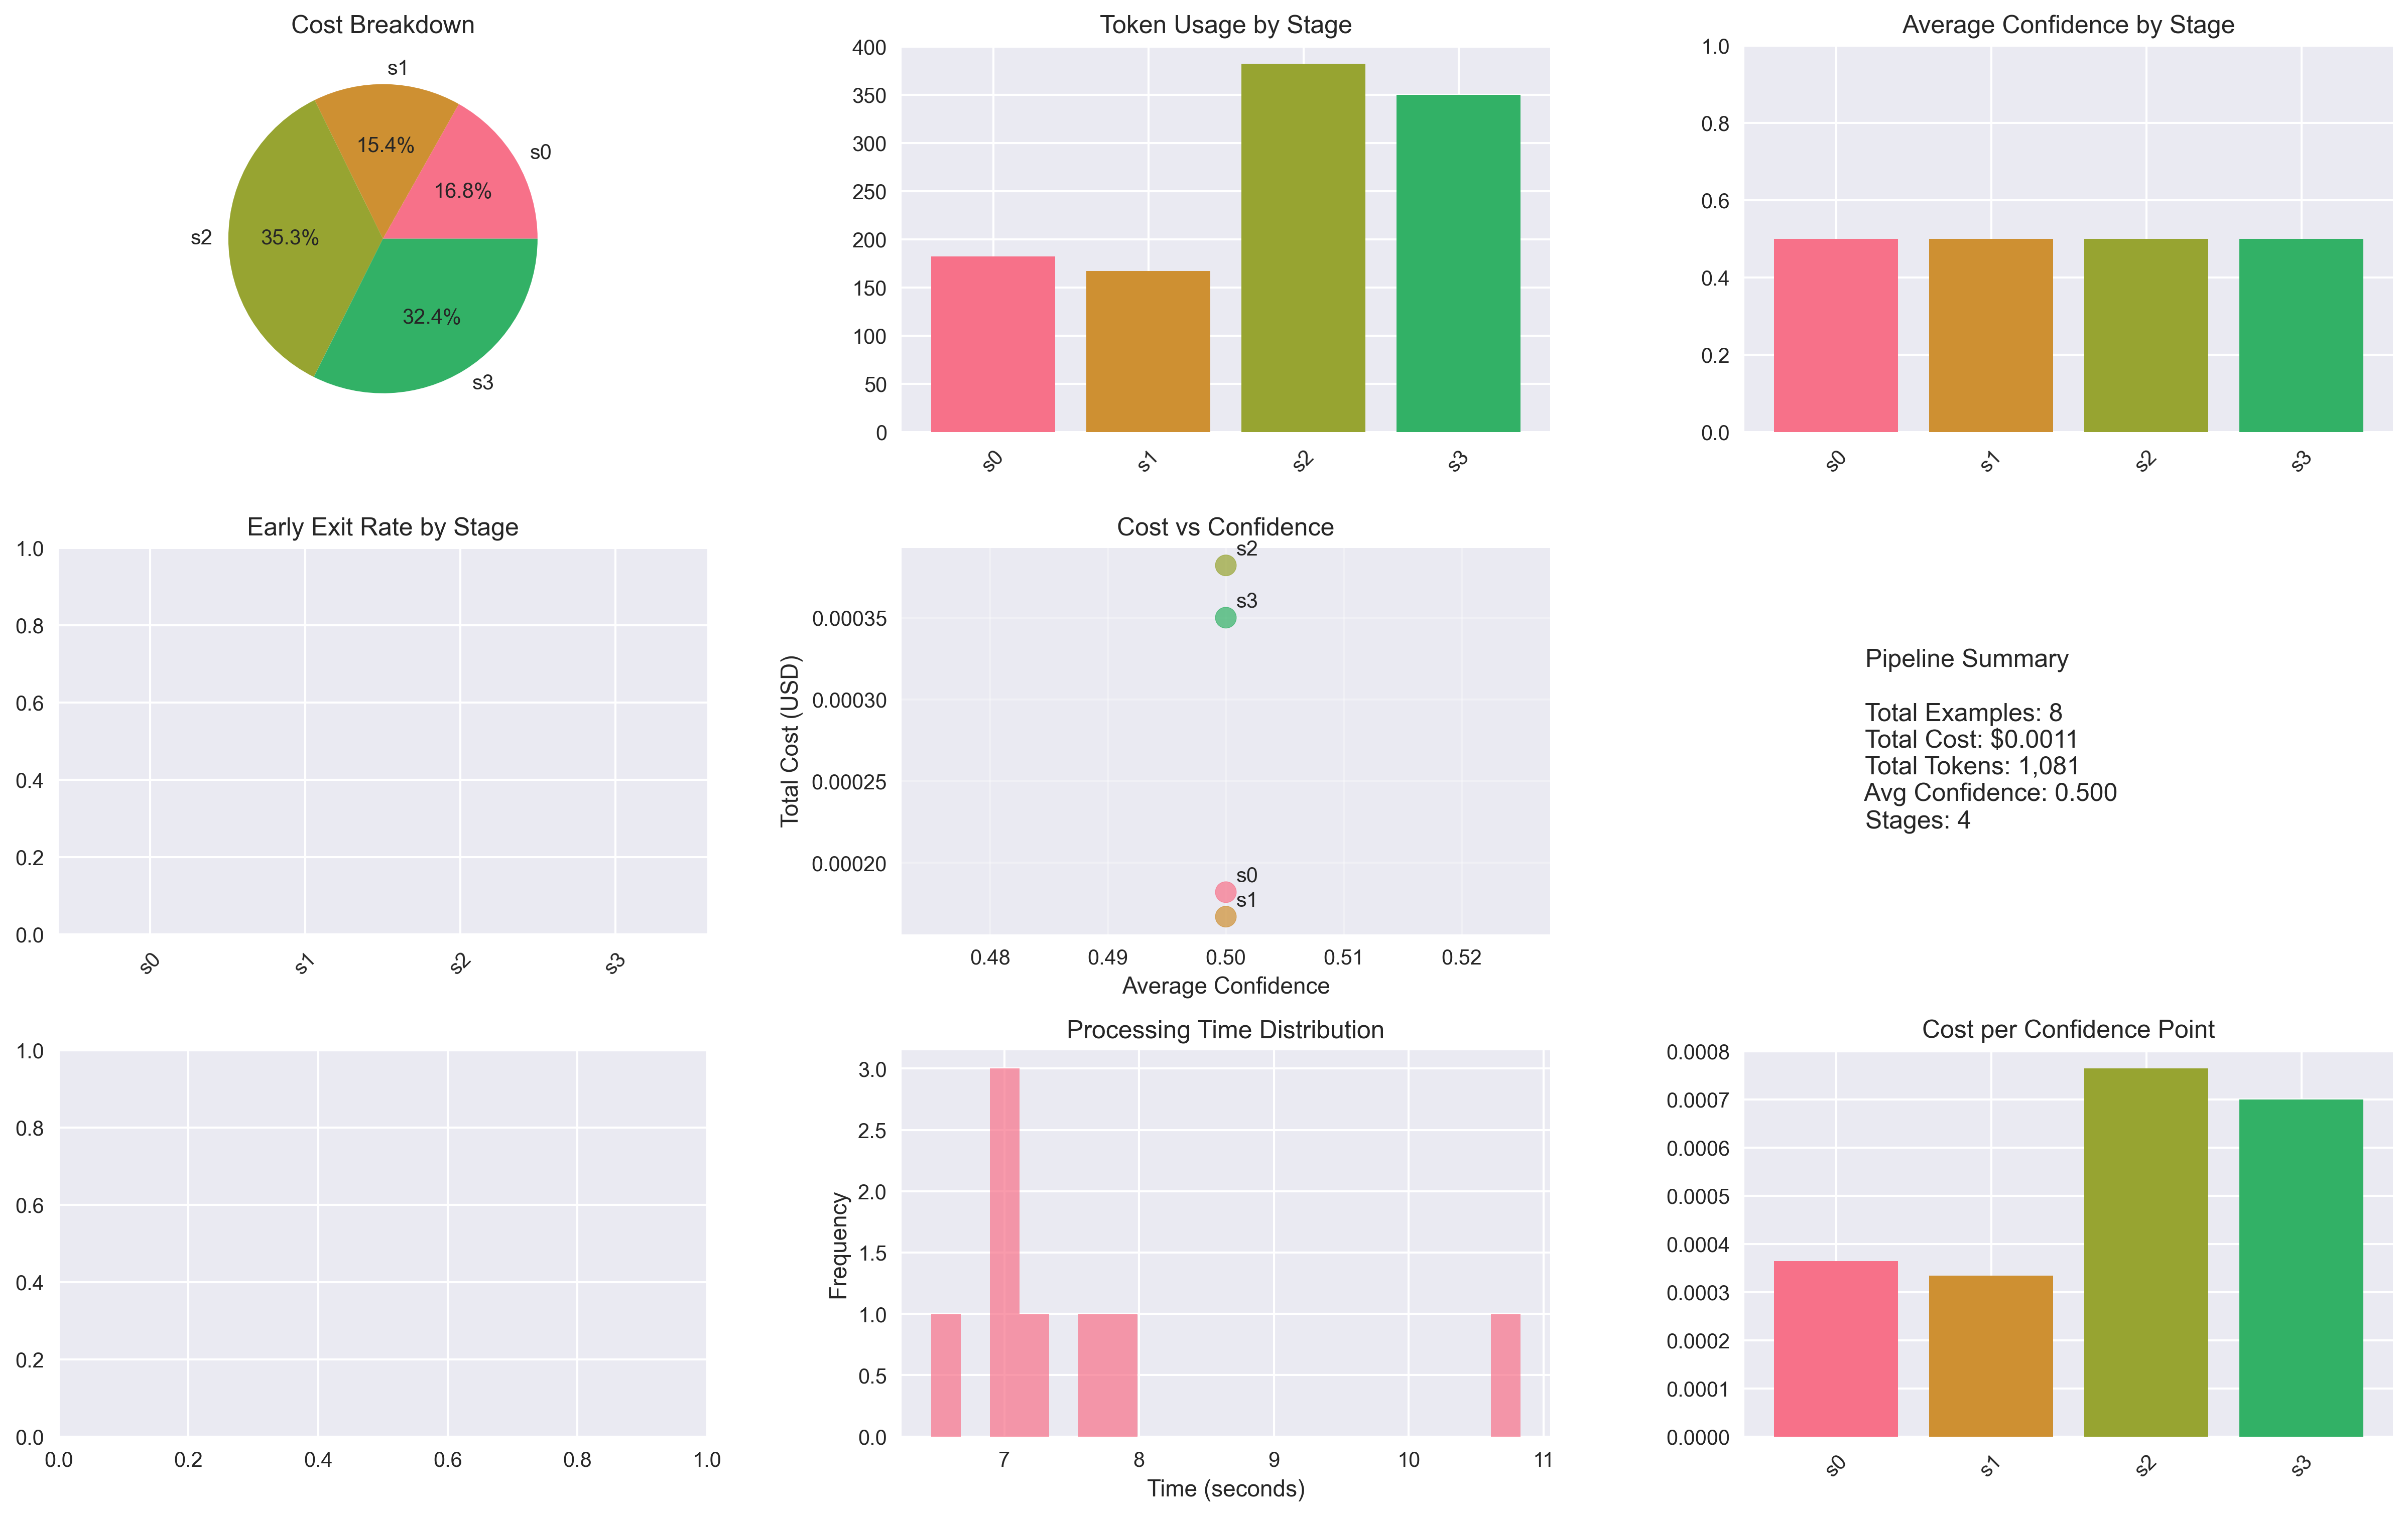 Cost Breakdown
s1
s0
s2
s3
15.4%
16.8%
35.3%
32.4%
Token Usage by Stage
400
350
300
250
200
150
100
50
0
s0
s1
s2
s3
Average Confidence by Stage
1.0
0.8
0.6
0.4
0.2
0.0
s0
s1
s2
s3
Early Exit Rate by Stage
1.0
0.8
0.6
0.4
0.2
0.0
s0
s1
s2
s3
Cost vs Confidence
Total Cost (USD)
0.00035
0.00030
0.00025
0.00020
s2
s3
s0
s1
0.48
0.49
0.50
0.51
0.52
Average Confidence
Pipeline Summary
Total Examples: 8
Total Cost: $0.0011
Total Tokens: 1,081
Avg Confidence: 0.500
Stages: 4
1.0
0.8
0.6
0.4
0.2
0.0
0.0
0.2
0.4
0.6
0.8
1.0
Processing Time Distribution
Frequency
3.0
2.5
2.0
1.5
1.0
0.5
0.0
7
8
9
10
11
Time (seconds)
Cost per Confidence Point
0.0008
0.0007
0.0006
0.0005
0.0004
0.0003
0.0002
0.0001
0.0000
s0
s1
s2
s3